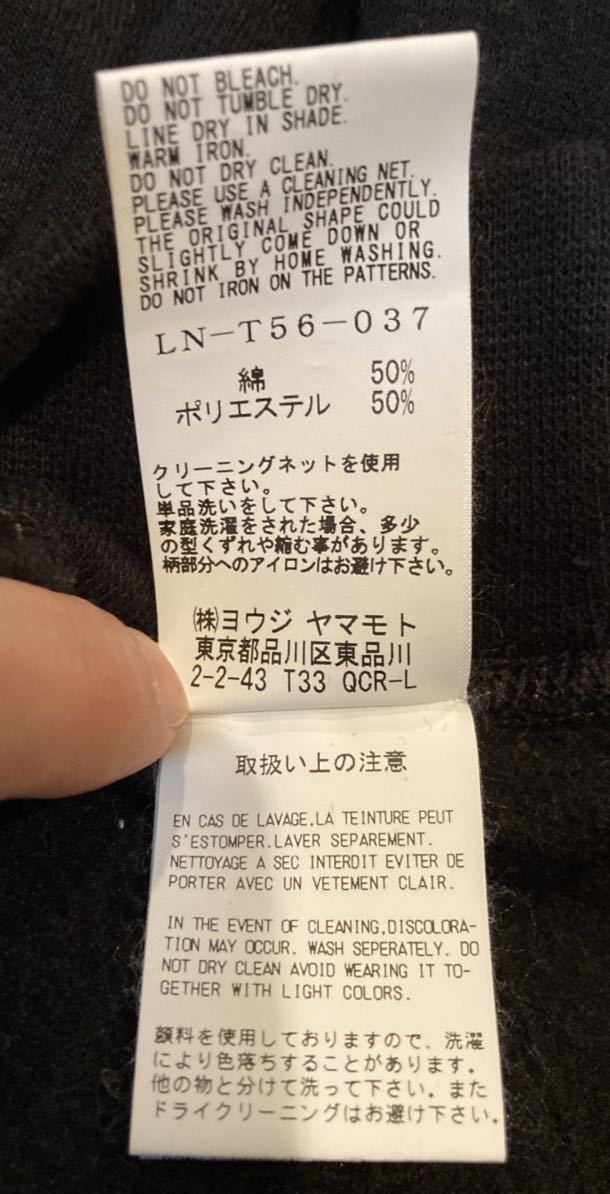 DO NOT BLEACH.
DO NOT TUMBLE DRY.
LINE DRY IN SHADE.
WARM IRON.
DO NOT DRY CLEAN.
PLEASE USE A CLEANING NET.
PLEASE WASH INDEPENDENTLY.
THE ORIGINAL SHAPE COULD
SLIGHTLY COME DOWN OR
SHRINK BY HOME WASHING.
DO NOT IRON ON THE PATTERNS.
LN-T56-037
綿 50%
ポリエステル 50%
クリーニングネットを使用
して下さい。
単品洗いをして下さい。
家庭洗濯をされた場合、多少
の型くずれや縮む事があります。
柄部分へのアイロンはお避け下さい。
㈱ヨウジ ヤマモト
東京都品川区東品川
2-2-43 T33 QCR-L
取扱い上の注意
EN CAS DE LAVAGE,LA TEINTURE PEUT
S'ESTOMPER.LAVER SEPAREMENT.
NETTOYAGE A SEC INTERDIT EVITER DE
PORTER AVEC UN VETEMENT CLAIR.
IN THE EVENT OF CLEANING,DISCOLORA-
TION MAY OCCUR. WASH SEPERATELY. DO
NOT DRY CLEAN AVOID WEARING IT TO-
GETHER WITH LIGHT COLORS.
顔料を使用しておりますので、洗濯
により色落ちすることがあります。
他の物と分けて洗って下さい。また
ドライクリーニングはお避け下さい。